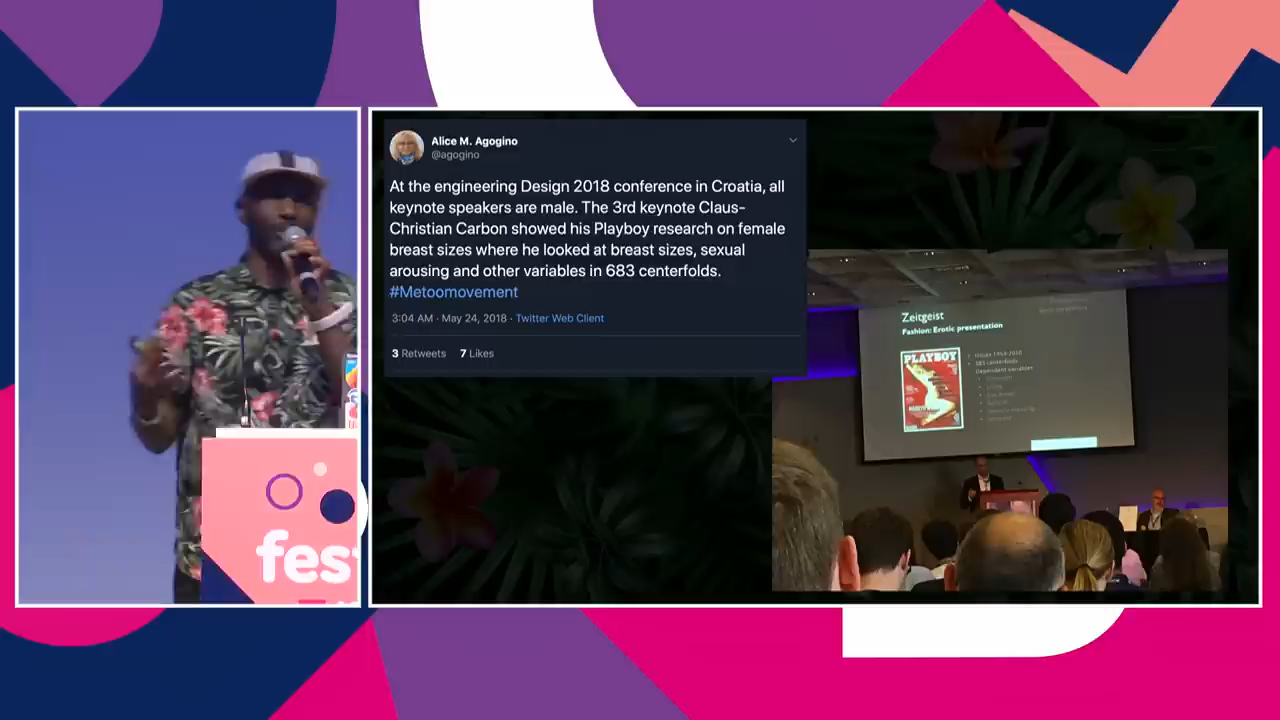 Alice M. Agogino
@agogino
At the engineering Design 2018 conference in Croatia, all
keynote speakers are male. The 3rd keynote Claus-
Christian Carbon showed his Playboy research on female
breast sizes where he looked at breast sizes, sexual
arousing and other variables in 683 centerfolds.
#Metoomovement
3:04 AM · May 24, 2018 · Twitter Web Client
3 Retweets 7 Likes
Zeitgeist
Fashion: Erotic presentation
PLAYBOY
Dependent variables
fest